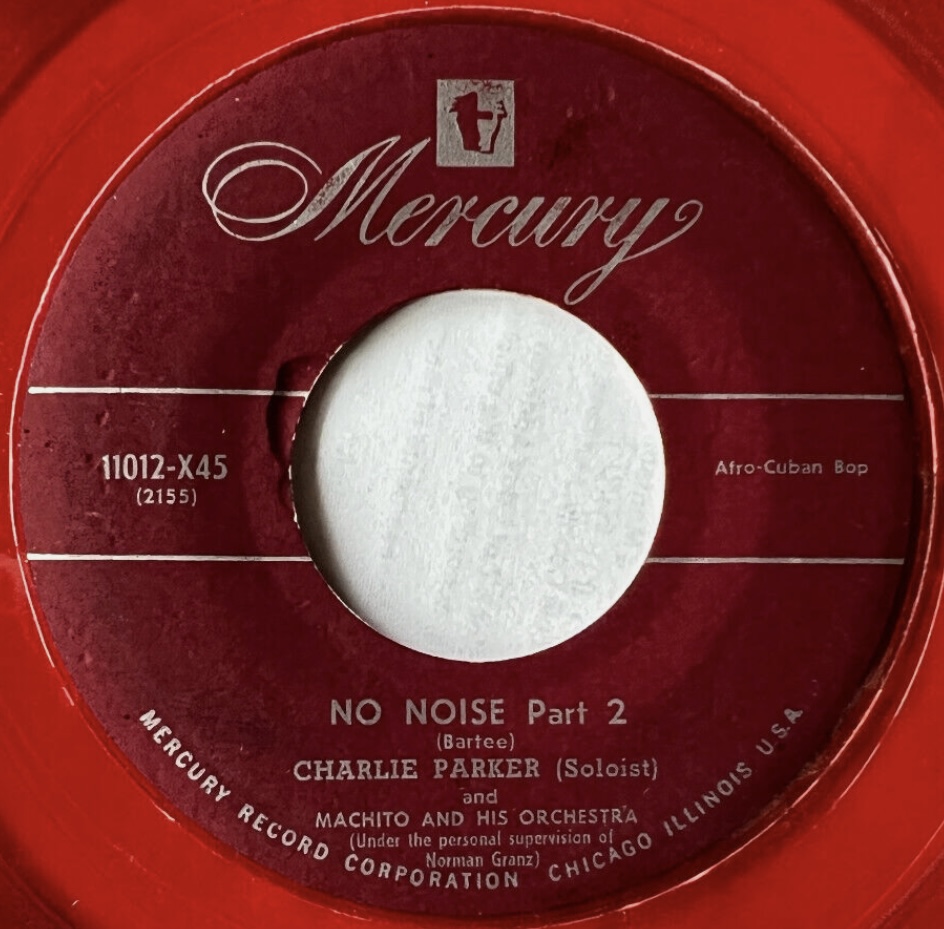 Mercury
11012-X45
(2155)
Afro-Cuban Bop
NO NOISE Part 2
(Bartee)
CHARLIE PARKER (Soloist)
and
MACHITO AND HIS ORCHESTRA
(Under the personal supervision of
Norman Granz)
MERCURY RECORD CORPORATION CHICAGO ILLINOIS U.S.A